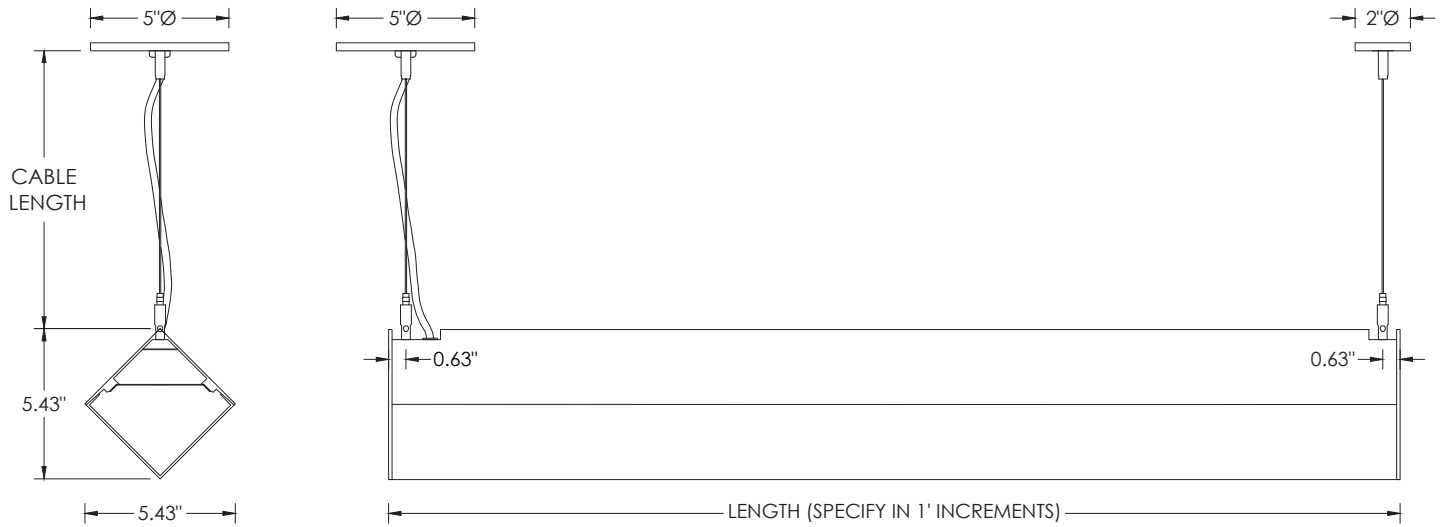 5"Ø
5"Ø
2"Ø
CABLE
LENGTH
0.63"
0.63"
5.43"
5.43"
LENGTH (SPECIFY IN 1' INCREMENTS)